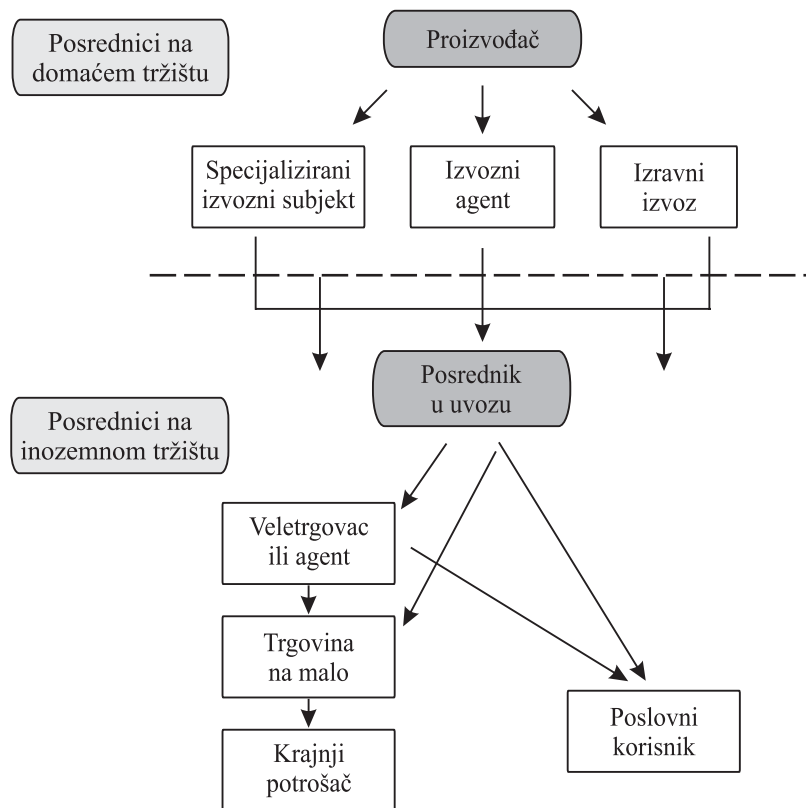 Posrednici na
domaćem tržištu
Proizvođač
Specijalizirani
izvozni subjekt
Izvozni
agent
Izravni
izvoz
Posrednik
u uvozu
Posrednici na
inozemnom tržištu
Veletrgovac
ili agent
Trgovina
na malo
Poslovni
korisnik
Krajnji
potrošač